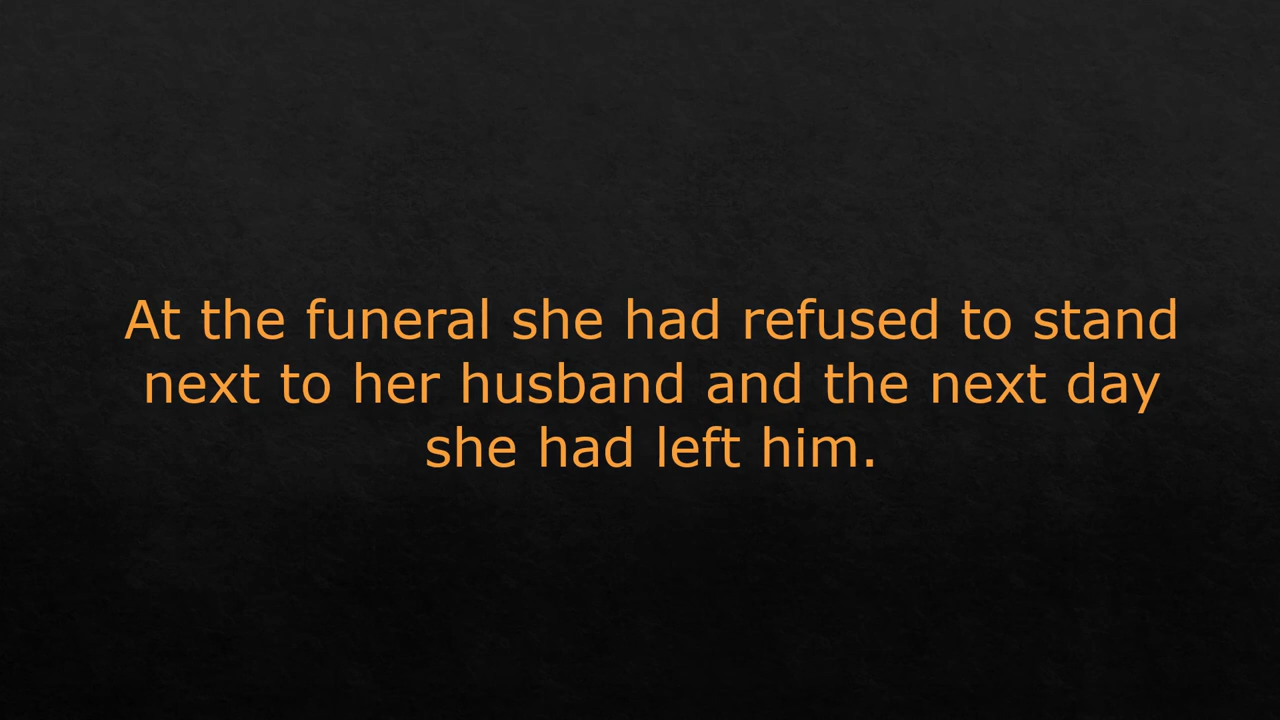 At the funeral she had refused to stand
next to her husband and the next day
she had left him.